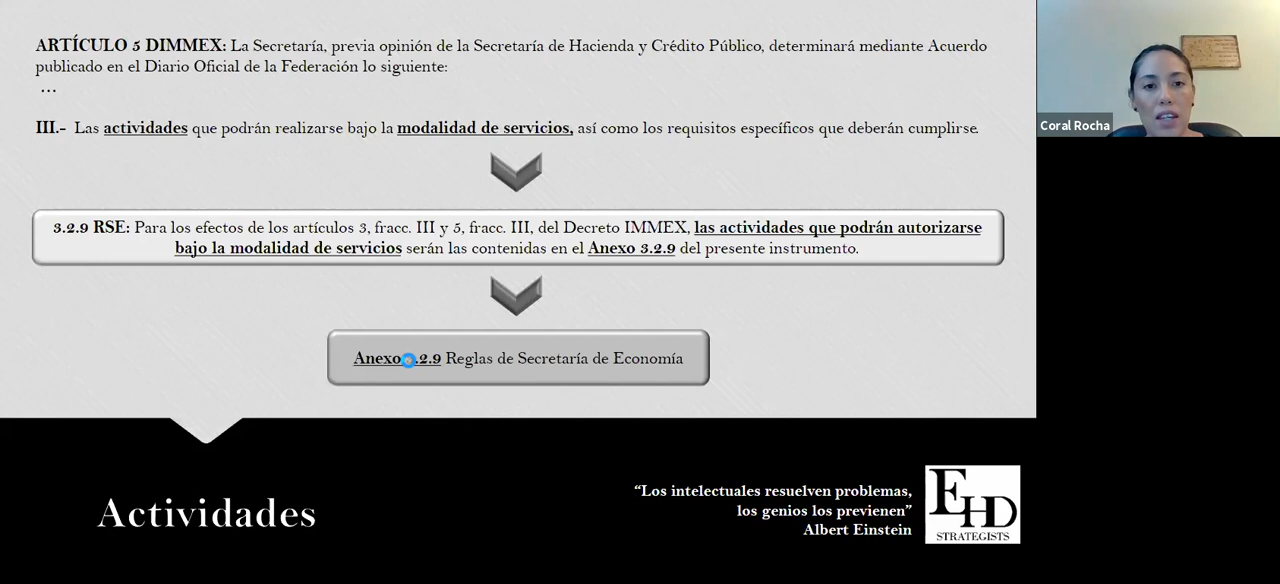 ARTÍCULO 5 DIMMEX: La Secretaría, previa opinión de la Secretaría de Hacienda y Crédito Público, determinará mediante Acuerdo
publicado en el Diario Oficial de la Federación lo siguiente:
…
III.- Las actividades que podrán realizarse bajo la modalidad de servicios, así como los requisitos específicos que deberán cumplirse.
3.2.9 RSE: Para los efectos de los artículos 3, fracc. III y 5, fracc. III, del Decreto IMMEX, las actividades que podrán autorizarse
bajo la modalidad de servicios serán las contenidas en el Anexo 3.2.9 del presente instrumento.
Anexo .2.9 Reglas de Secretaría de Economía
Actividades
“Los intelectuales resuelven problemas,
los genios los previenen”
Albert Einstein
EHD
STRATEGISTS
Coral Rocha